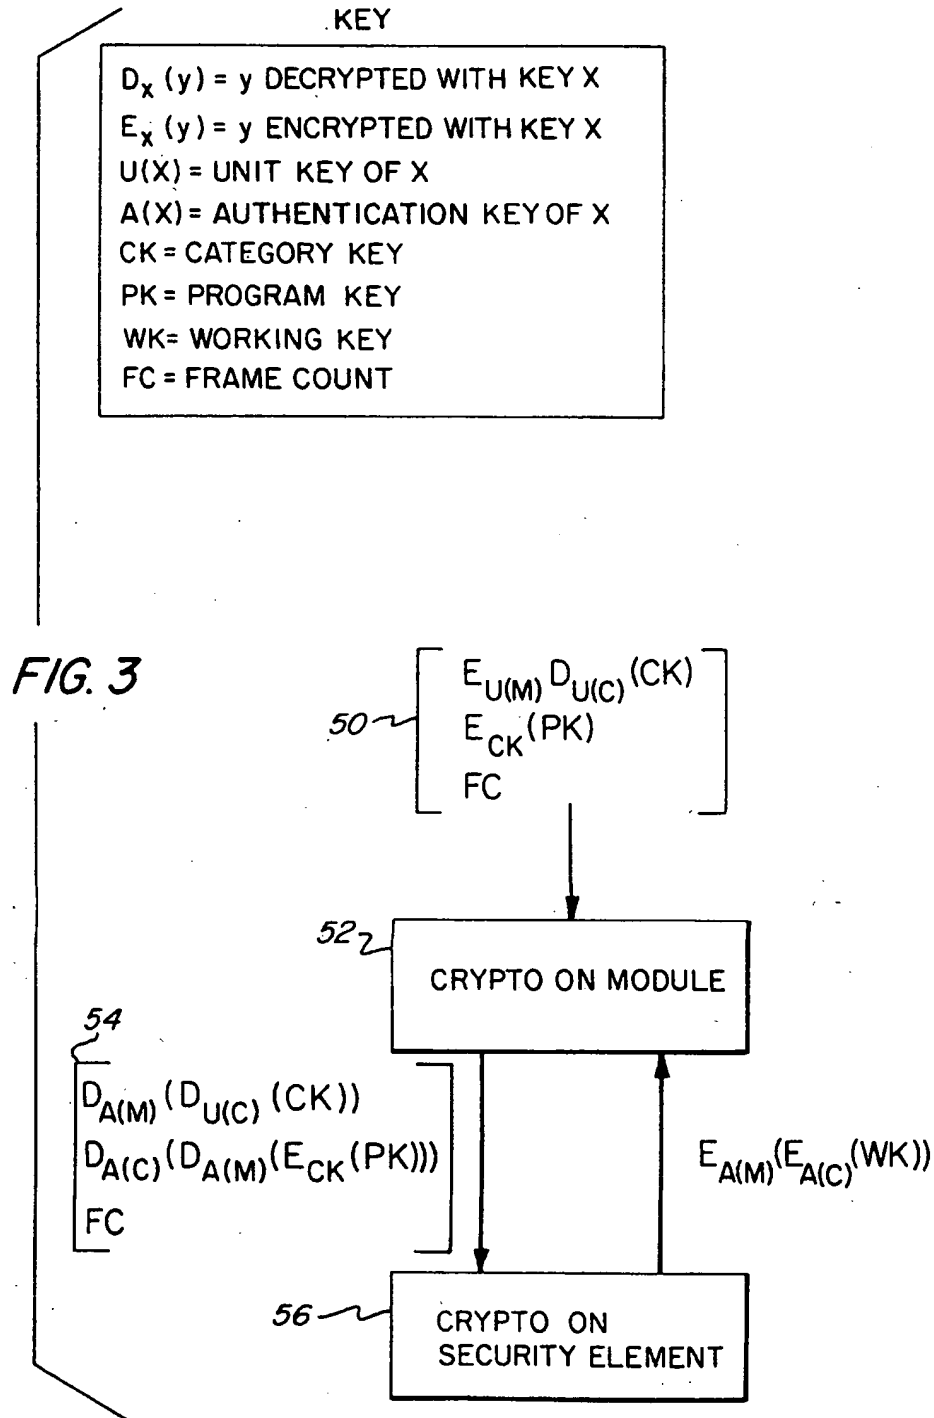 KEY
Dx (y) = y DECRYPTED WITH KEY X
Ex (y) = y ENCRYPTED WITH KEY X
U(X) = UNIT KEY OF X
A(X) = AUTHENTICATION KEY OF X
CK = CATEGORY KEY
PK = PROGRAM KEY
WK= WORKING KEY
FC = FRAME COUNT
FIG. 3
50
EU(M) DU(C) (CK)
ECK (PK)
FC
52
CRYPTO ON MODULE
54
DA(M) (DU(C) (CK))
DA(C) (DA(M) (ECK (PK)))
FC
EA(M) (EA(C) (WK))
56
CRYPTO ON
SECURITY ELEMENT